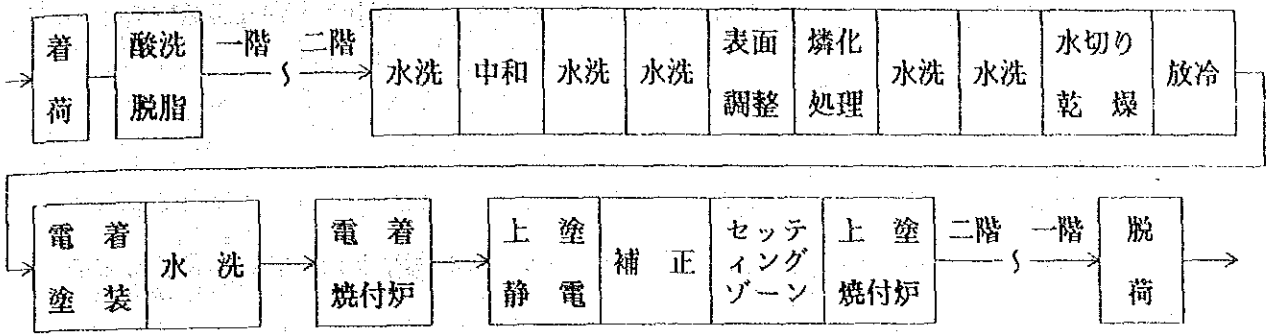 着荷
酸洗脱脂
一階
二階
水洗
中和
水洗
水洗
表面調整
燐化処理
水洗
水洗
水切り乾燥
放冷
電着塗装
水洗
電着焼付炉
上塗静電
補正
セッティングゾーン
上塗焼付炉
二階
一階
脱荷